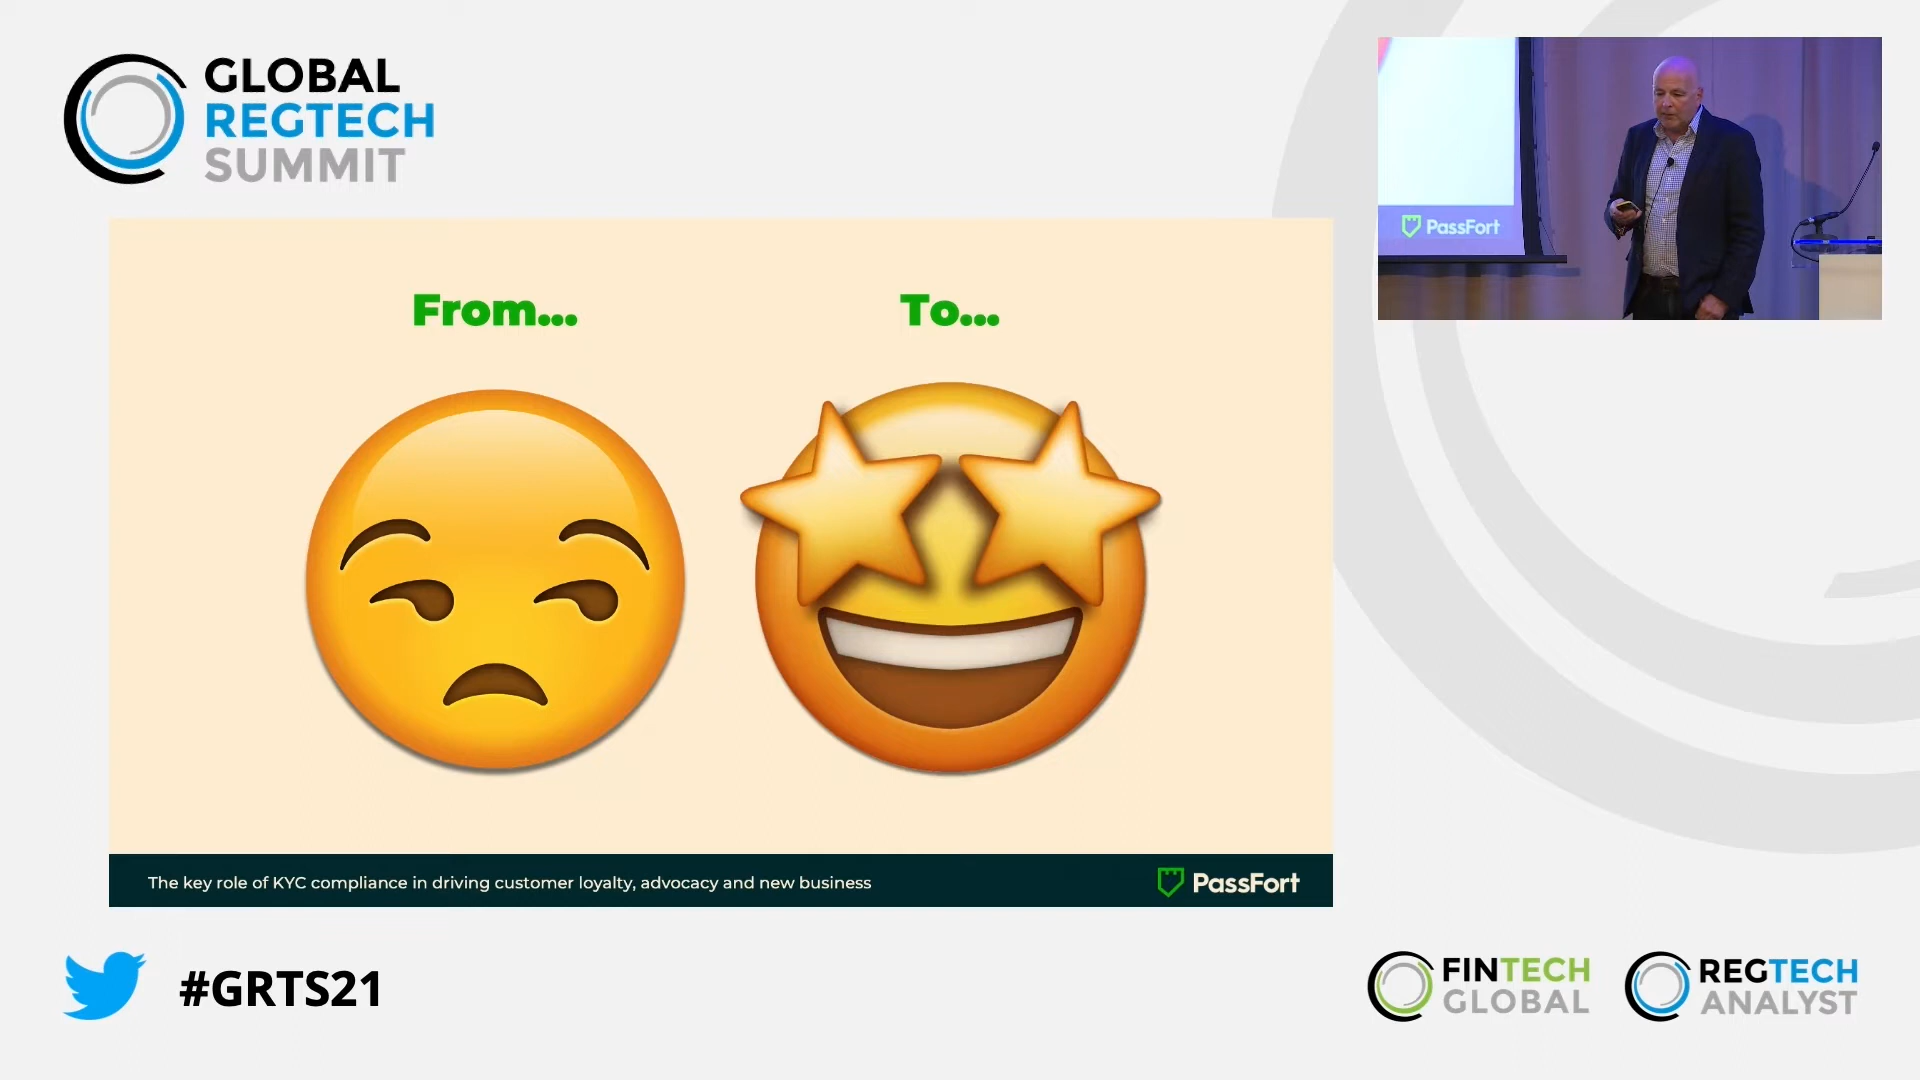 GLOBAL
REGTECH
SUMMIT
PassFort
From...
To...
The key role of KYC compliance in driving customer loyalty, advocacy and new business
PassFort
#GRTS21
FINTECH
GLOBAL
REGTECH
ANALYST